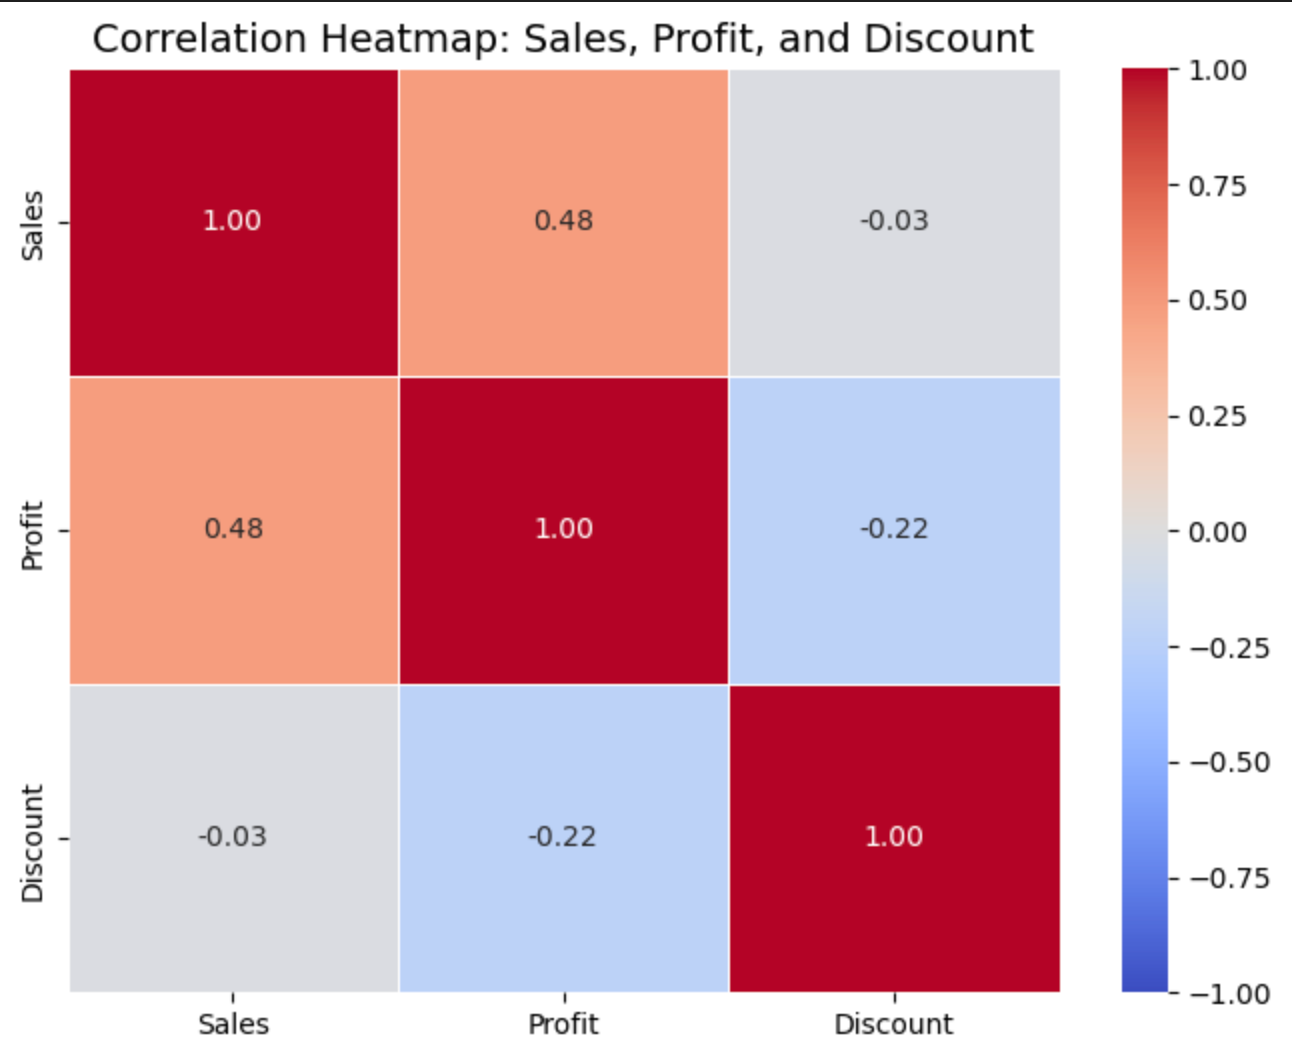 Correlation Heatmap: Sales, Profit, and Discount
Sales
1.00
0.48
-0.03
Profit
0.48
1.00
-0.22
Discount
-0.03
-0.22
1.00
Sales
Profit
Discount
1.00
0.75
0.50
0.25
0.00
−0.25
−0.50
−0.75
−1.00